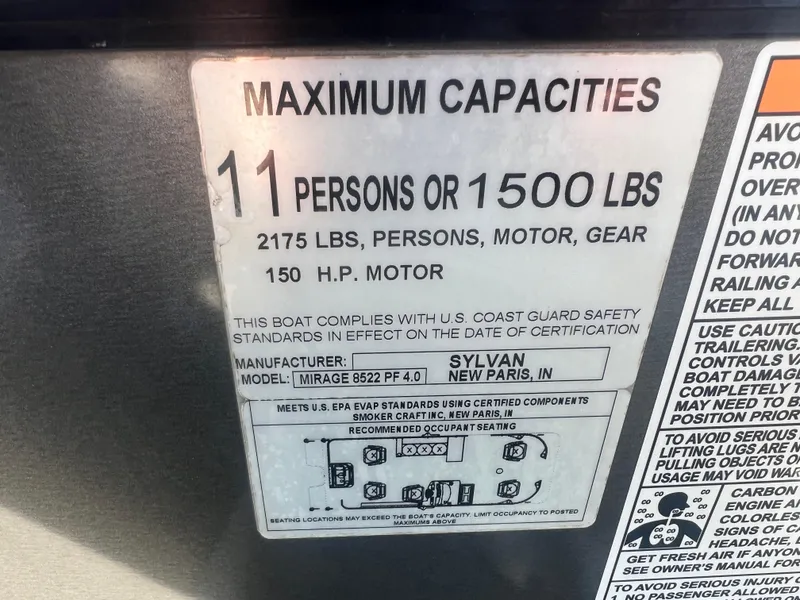 MAXIMUM CAPACITIES
11 PERSONS OR 1500 LBS
2175 LBS, PERSONS, MOTOR, GEAR
150 H.P. MOTOR
THIS BOAT COMPLIES WITH U.S. COAST GUARD SAFETY
STANDARDS IN EFFECT ON THE DATE OF CERTIFICATION
MANUFACTURER: SYLVAN
MODEL: MIRAGE 8522 PF 4.0 NEW PARIS, IN
MEETS U.S. EPA EVAP STANDARDS USING CERTIFIED COMPONENTS
SMOKER CRAFT INC, NEW PARIS, IN
RECOMMENDED OCCUPANT SEATING
SEATING LOCATIONS MAY EXCEED THE BOAT'S CAPACITY. LIMIT OCCUPANCY TO POSTED
MAXIMUMS ABOVE
AVO
PRO
OVER
(IN ANY
DO NOT
FORWAR
RAILING A
KEEP ALL
USE CAUTIO
TRAILERING.
CONTROLS VA
BOAT DAMAGE
COMPLETELY T
MAY NEED TO B
POSITION PRIOR
TO AVOID SERIOUS
LIFTING LUGS ARE N
PULLING OBJECTS O
USAGE MAY VOID WAR
CARBON
ENGINE A
COLORLES
SIGNS OF CA
HEADACHE,
GET FRESH AIR IF ANYON
SEE OWNER'S MANUAL FOR
TO AVOID SERIOUS INJURY
1. NO PASSENGER ALLOWED